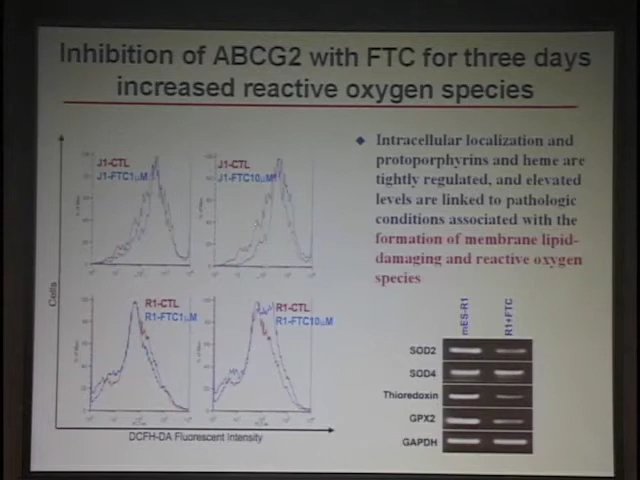 Inhibition of ABCG2 with FTC for three days
increased reactive oxygen species
J1-CTL
J1-FTC1µM
J1-CTL
J1-FTC10µM
R1-CTL
R1-FTC1µM
R1-CTL
R1-FTC10µM
Cells
DCFH-DA Fluorescent Intensity
Intracellular localization and
protoporphyrins and heme are
tightly regulated, and elevated
levels are linked to pathologic
conditions associated with the
formation of membrane lipid-
damaging and reactive oxygen
species
mES-R1
R1+FTC
SOD2
SOD4
Thioredoxin
GPX2
GAPDH